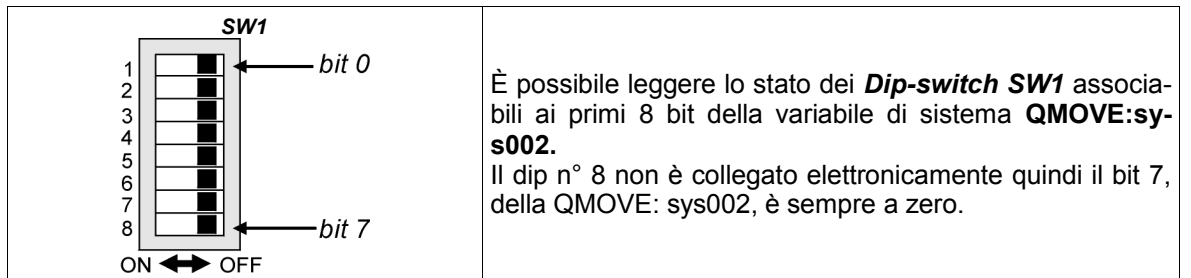 SW1
1
2
3
4
5
6
7
8
bit 0
bit 7
ON OFF
È possibile leggere lo stato dei Dip-switch SW1 associa-
bili ai primi 8 bit della variabile di sistema QMOVE:sy-
s002.
Il dip n° 8 non è collegato elettronicamente quindi il bit 7,
della QMOVE: sys002, è sempre a zero.